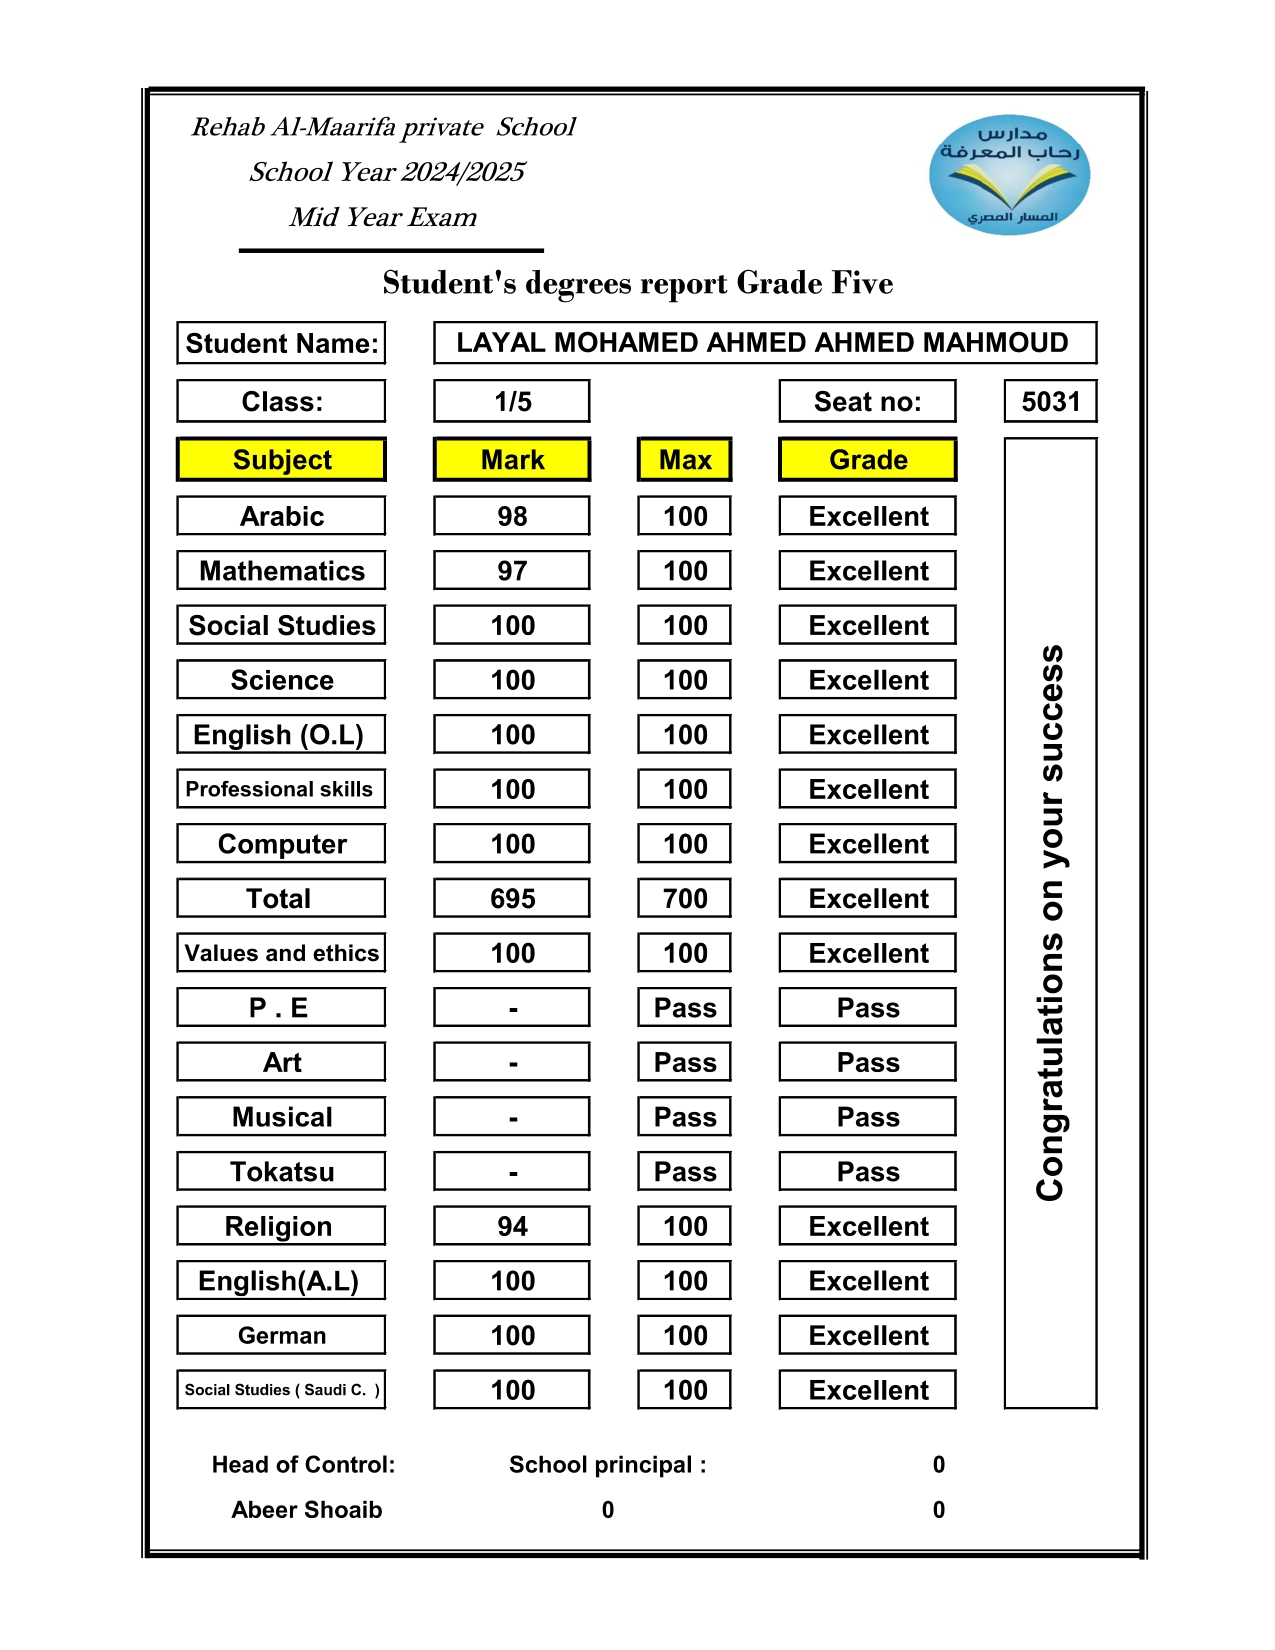 Rehab Al-Maarifa private School
School Year 2024/2025
Mid Year Exam
مدارس
رحاب المعرفة
المسار المصري
Student's degrees report Grade Five
Student Name: LAYAL MOHAMED AHMED AHMED MAHMOUD
Class: 1/5 Seat no: 5031
Subject Mark Max Grade
Arabic 98 100 Excellent
Mathematics 97 100 Excellent
Social Studies 100 100 Excellent
Science 100 100 Excellent
English (O.L) 100 100 Excellent
Professional skills 100 100 Excellent
Computer 100 100 Excellent
Total 695 700 Excellent
Values and ethics 100 100 Excellent
P . E - Pass Pass
Art - Pass Pass
Musical - Pass Pass
Tokatsu - Pass Pass
Religion 94 100 Excellent
English(A.L) 100 100 Excellent
German 100 100 Excellent
Social Studies ( Saudi C. ) 100 100 Excellent
Congratulations on your success
Head of Control: School principal : 0
Abeer Shoaib 0 0